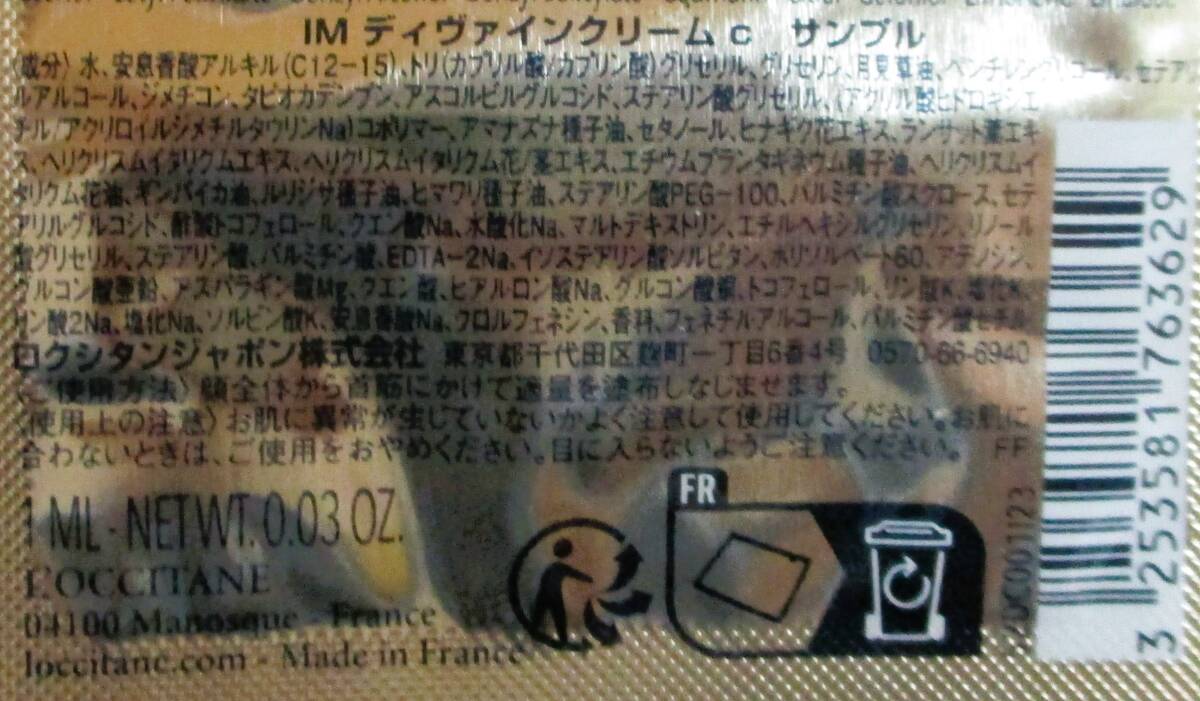 IM ディヴァインクリーム c サンプル
(成分) 水、安息香酸アルキル(C12-15)、トリ(カプリル酸/カプリン酸)グリセリル、グリセリン、月見草油、ペンチレングリコール、セテア
ルアルコール、ジメチコン、タピオカデンプン、アスコルビルグルコシド、ステアリン酸グリセリル、(アクリル酸ヒドロキシエ
チル/アクリロイルジメチルタウリンNa)コポリマー、アマナズナ種子油、セタノール、ヒナギク花エキス、ランサット葉エキ
ス、ヘリクリスムイタリクムエキス、ヘリクリスムイタリクム花/茎エキス、エチウムプランタギネウム種子油、ヘリクリスムイ
タリクム花油、ギンバイカ油、ルリジサ種子油、ヒマワリ種子油、ステアリン酸PEG-100、パルミチン酸スクロース、セテ
アリルグルコシド、酢酸トコフェロール、クエン酸Na、水酸化Na、マルトデキストリン、エチルヘキシルグリセリン、リノール
酸グリセリル、ステアリン酸、パルミチン酸、EDTA-2Na、イソステアリン酸ソルビタン、ポリソルベート60、アデノシン、
グルコン酸亜鉛、アスパラギン酸Mg、クエン酸、ヒアルロン酸Na、グルコン酸銅、トコフェロール、リン酸K、塩化K、
リン酸2Na、塩化Na、ソルビン酸K、安息香酸Na、クロルフェネシン、香料、フェネチルアルコール、パルミチン酸セチル
ロクシタンジャポン株式会社 東京都千代田区麹町一丁目6番4号 0570-66-6940
〈ご使用方法〉顔全体から首筋にかけて適量を塗布しなじませます。
〈使用上の注意〉お肌に異常が生じていないかよく注意して使用してください。お肌に
合わないときは、ご使用をおやめください。目に入らないようご注意ください。 FF
1 ML - NET WT. 0.03 OZ.
L'OCCITANE
04100 Manosque - France
loccitane.com - Made in France
FR
3 253581 763629